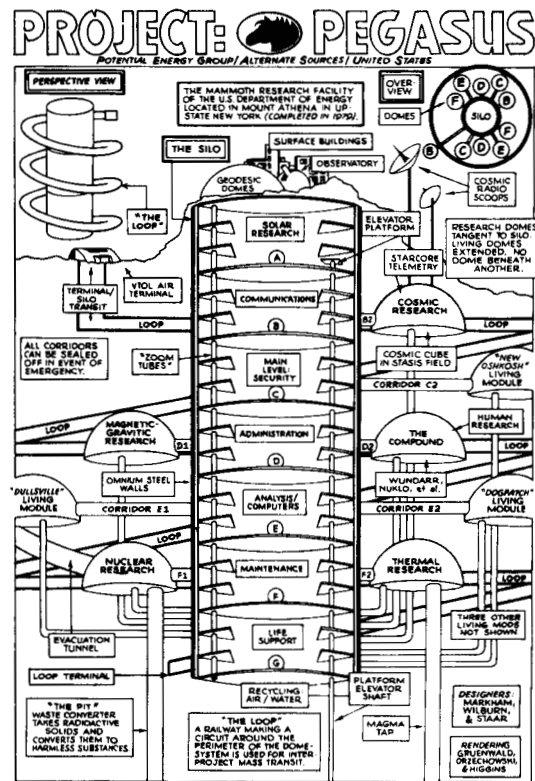 PROJECT: PEGASUS
POTENTIAL ENERGY GROUP/ALTERNATE SOURCES/UNITED STATES
PERSPECTIVE VIEW
"THE LOOP"
THE MAMMOTH RESEARCH FACILITY
OF THE U.S. DEPARTMENT OF ENERGY
LOCATED IN MOUNT ATHENA IN UP-
STATE NEW YORK (COMPLETED IN 1979).
OVER-
VIEW
DOMES
SILO
E
D
C
F
B
F
B
C
D
E
THE SILO
SURFACE BUILDINGS
OBSERVATORY
GEODESIC
DOMES
COSMIC
RADIO
SCOOPS
ELEVATOR
PLATFORM
STARCORE
TELEMETRY
RESEARCH DOMES
TANGENT TO SILO.
LIVING DOMES
EXTENDED. NO
DOME BENEATH
ANOTHER.
TERMINAL/
SILO
TRANSIT
VTOL AIR
TERMINAL
LOOP
ALL CORRIDORS
CAN BE SEALED
OFF IN EVENT OF
EMERGENCY.
"ZOOM
TUBES"
SOLAR
RESEARCH
A
COMMUNICATIONS
B
MAIN
LEVEL:
SECURITY
C
ADMINISTRATION
D
ANALYSIS/
COMPUTERS
E
MAINTENANCE
F
LIFE
SUPPORT
G
B2
COSMIC
RESEARCH
LOOP
COSMIC CUBE
IN STASIS FIELD
"NEW
OSHKOSH"
LIVING
MODULE
CORRIDOR C2
LOOP
MAGNETIC-
GRAVITIC
RESEARCH
D1
D2
THE
COMPOUND
HUMAN
RESEARCH
LOOP
OMNIUM STEEL
WALLS
WUNDARR,
NUKLO, et al.
"DULLSVILLE"
LIVING
MODULE
CORRIDOR E1
CORRIDOR E2
"DOGPATCH"
LIVING
MODULE
LOOP
NUCLEAR
RESEARCH
F1
F2
THERMAL
RESEARCH
LOOP
EVACUATION
TUNNEL
THREE OTHER
LIVING MODS
NOT SHOWN
LOOP TERMINAL
RECYCLING
AIR/WATER
PLATFORM
ELEVATOR
SHAFT
"THE PIT"
WASTE CONVERTER
TAKES RADIOACTIVE
SOLIDS AND
CONVERTS THEM TO
HARMLESS SUBSTANCES
"THE LOOP"
A RAILWAY MAKING A
CIRCUIT AROUND THE
PERIMETER OF THE DOME-
SYSTEM IS USED FOR INTER-
PROJECT MASS TRANSIT.
MAGMA
TAP
DESIGNERS:
MARKHAM,
WILBURN,
& STAAR
RENDERING
GRUENWALD,
ORZECHOWSKI,
& HIGGINS